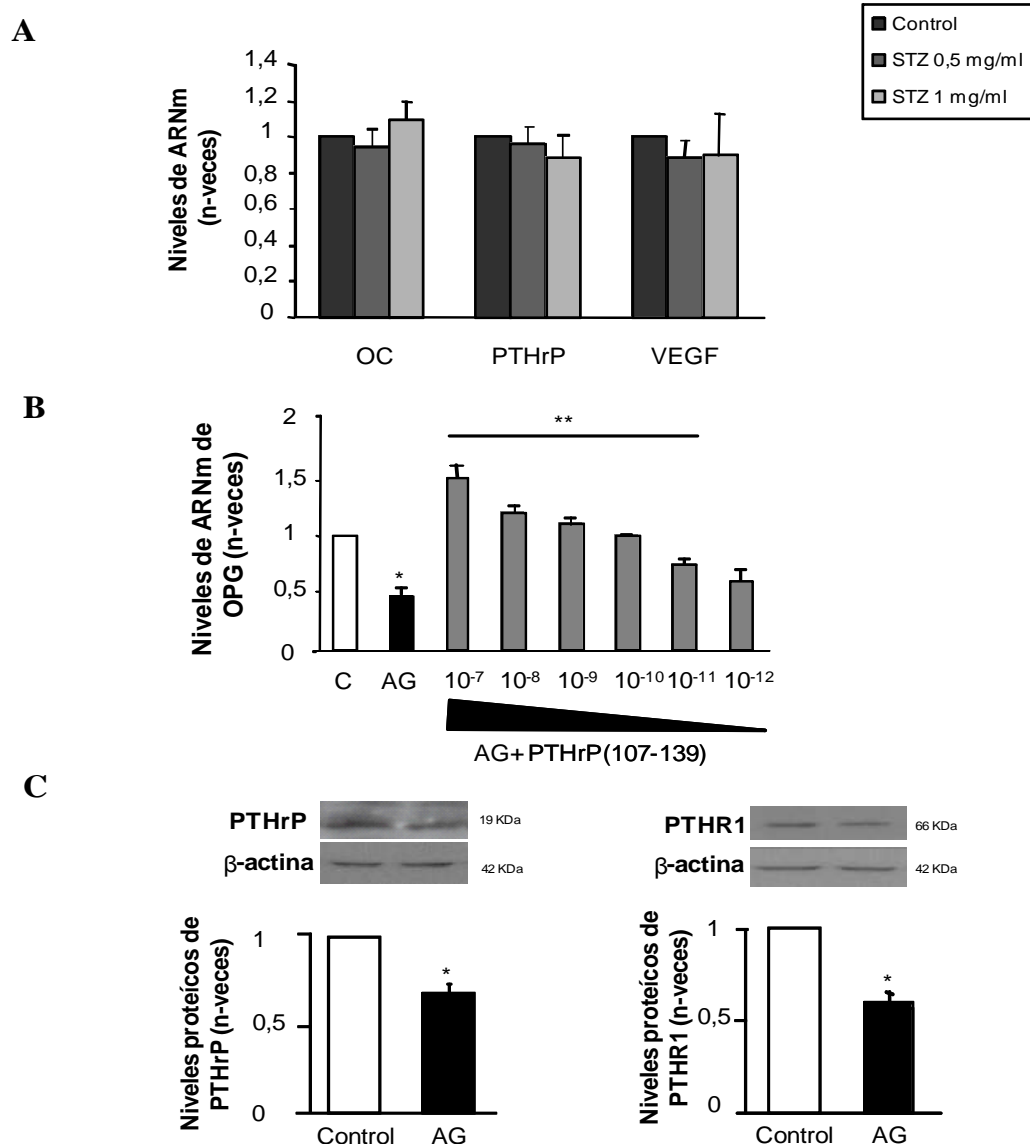 A
Control
STZ 0,5 mg/ml
STZ 1 mg/ml
Niveles de ARNm
(n-veces)
1,4
1,2
1
0,8
0,6
0,4
0,2
0
OC
PTHrP
VEGF
B
Niveles de ARNm de
OPG (n-veces)
2
1,5
1
0,5
0
**
*
C
AG
10-7
10-8
10-9
10-10
10-11
10-12
AG+PTHrP(107-139)
C
PTHrP
19 KDa
β-actina
42 KDa
PTHR1
66 KDa
β-actina
42 KDa
Niveles proteícos de
PTHrP (n-veces)
1
0,5
0
*
Control
AG
Niveles proteícos de
PTHR1 (n-veces)
1
0,5
0
*
Control
AG